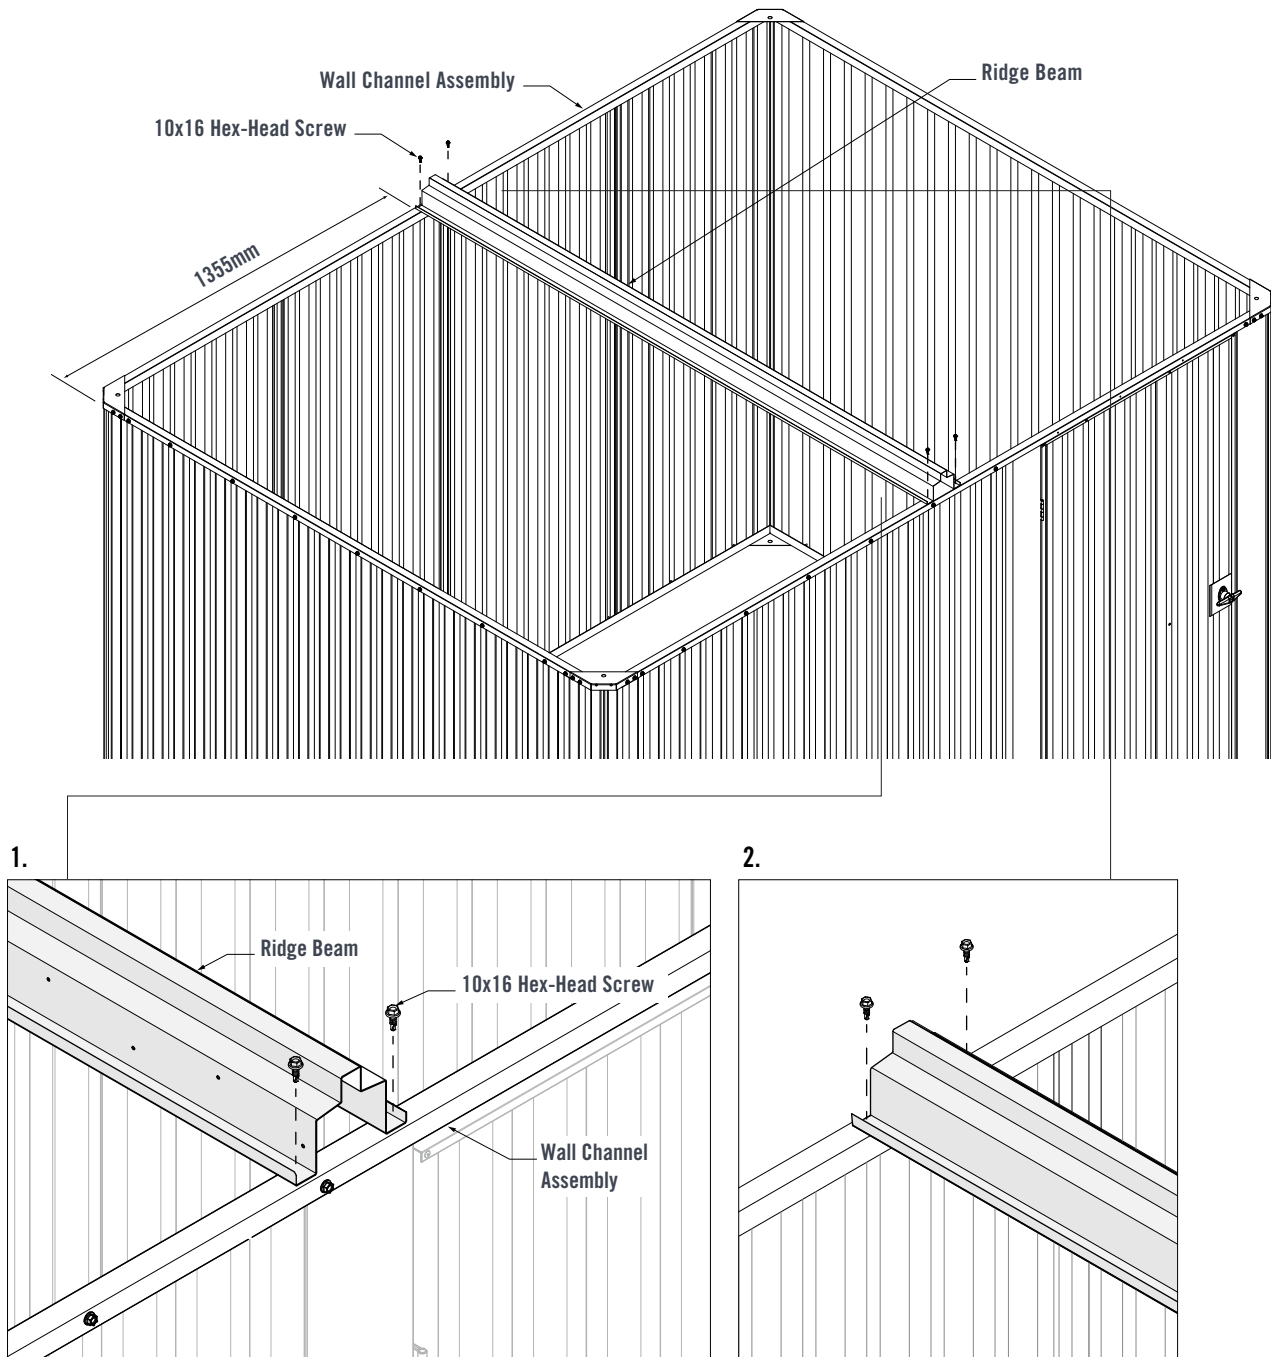 Ridge Beam
Wall Channel Assembly
10x16 Hex-Head Screw
1355mm
1.
2.
Ridge Beam
10x16 Hex-Head Screw
Wall Channel
Assembly